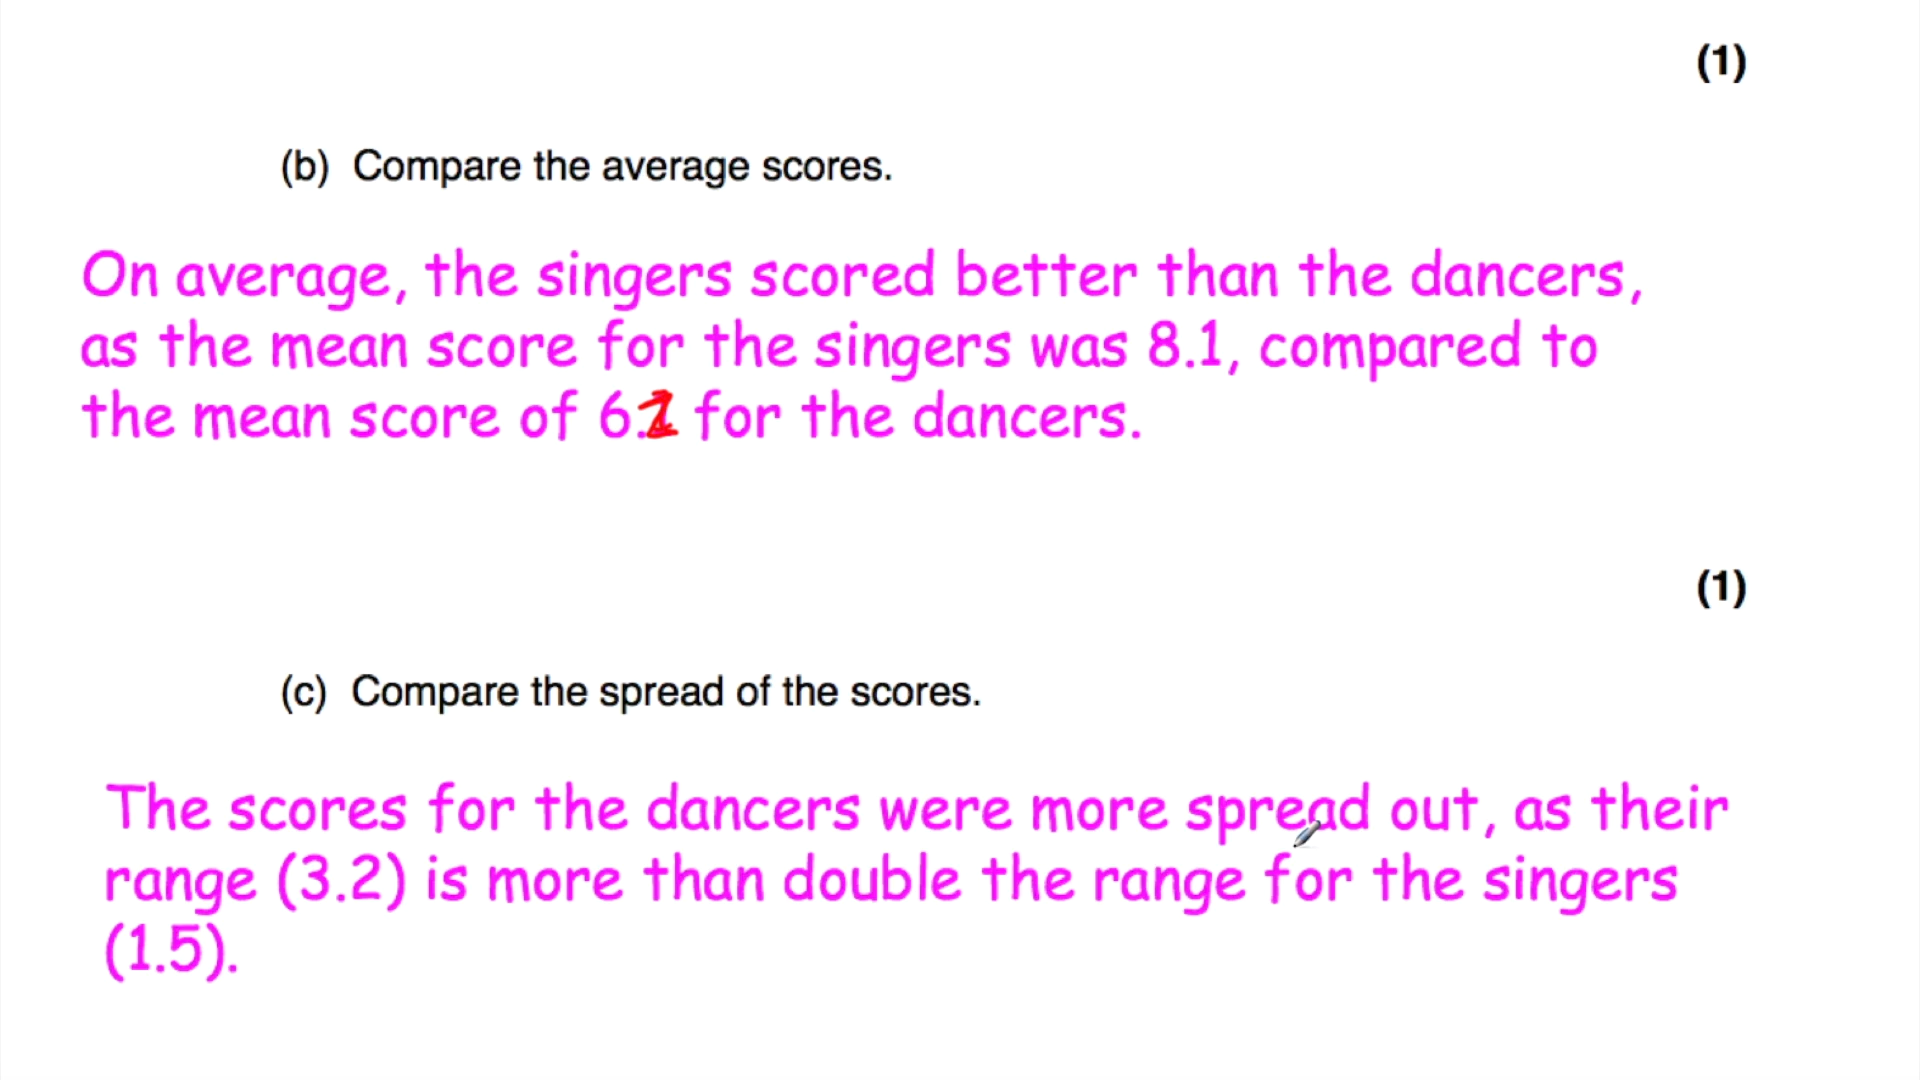 (1)
(b) Compare the average scores.
On average, the singers scored better than the dancers,
as the mean score for the singers was 8.1, compared to
the mean score of 6.2 for the dancers.
(1)
(c) Compare the spread of the scores.
The scores for the dancers were more spread out, as their
range (3.2) is more than double the range for the singers
(1.5).